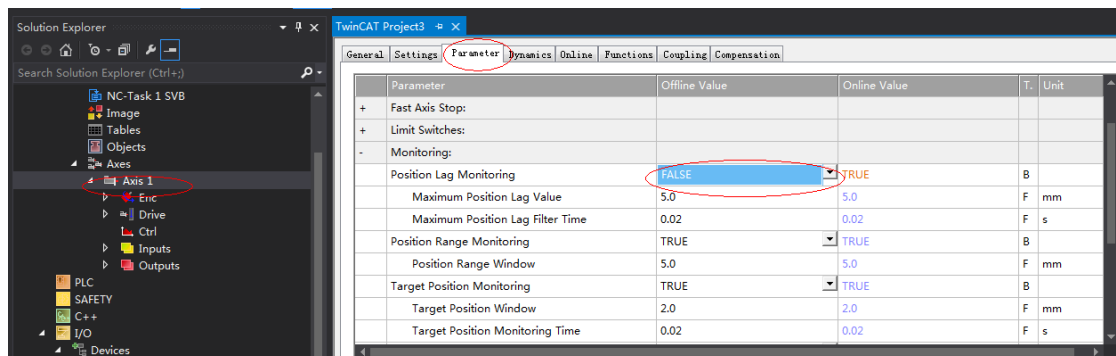 Solution Explorer
TwinCAT Project3
General Settings Parameter Dynamics Online Functions Coupling Compensation
Search Solution Explorer (Ctrl+;)
NC-Task 1 SVB
Image
Tables
Objects
Axes
Axis 1
Enc
Drive
Ctrl
Inputs
Outputs
PLC
SAFETY
C++
I/O
Devices
Parameter Offline Value Online Value T. Unit
+ Fast Axis Stop:
+ Limit Switches:
- Monitoring:
Position Lag Monitoring FALSE TRUE B
Maximum Position Lag Value 5.0 5.0 F mm
Maximum Position Lag Filter Time 0.02 0.02 F s
Position Range Monitoring TRUE TRUE B
Position Range Window 5.0 5.0 F mm
Target Position Monitoring TRUE TRUE B
Target Position Window 2.0 2.0 F mm
Target Position Monitoring Time 0.02 0.02 F s